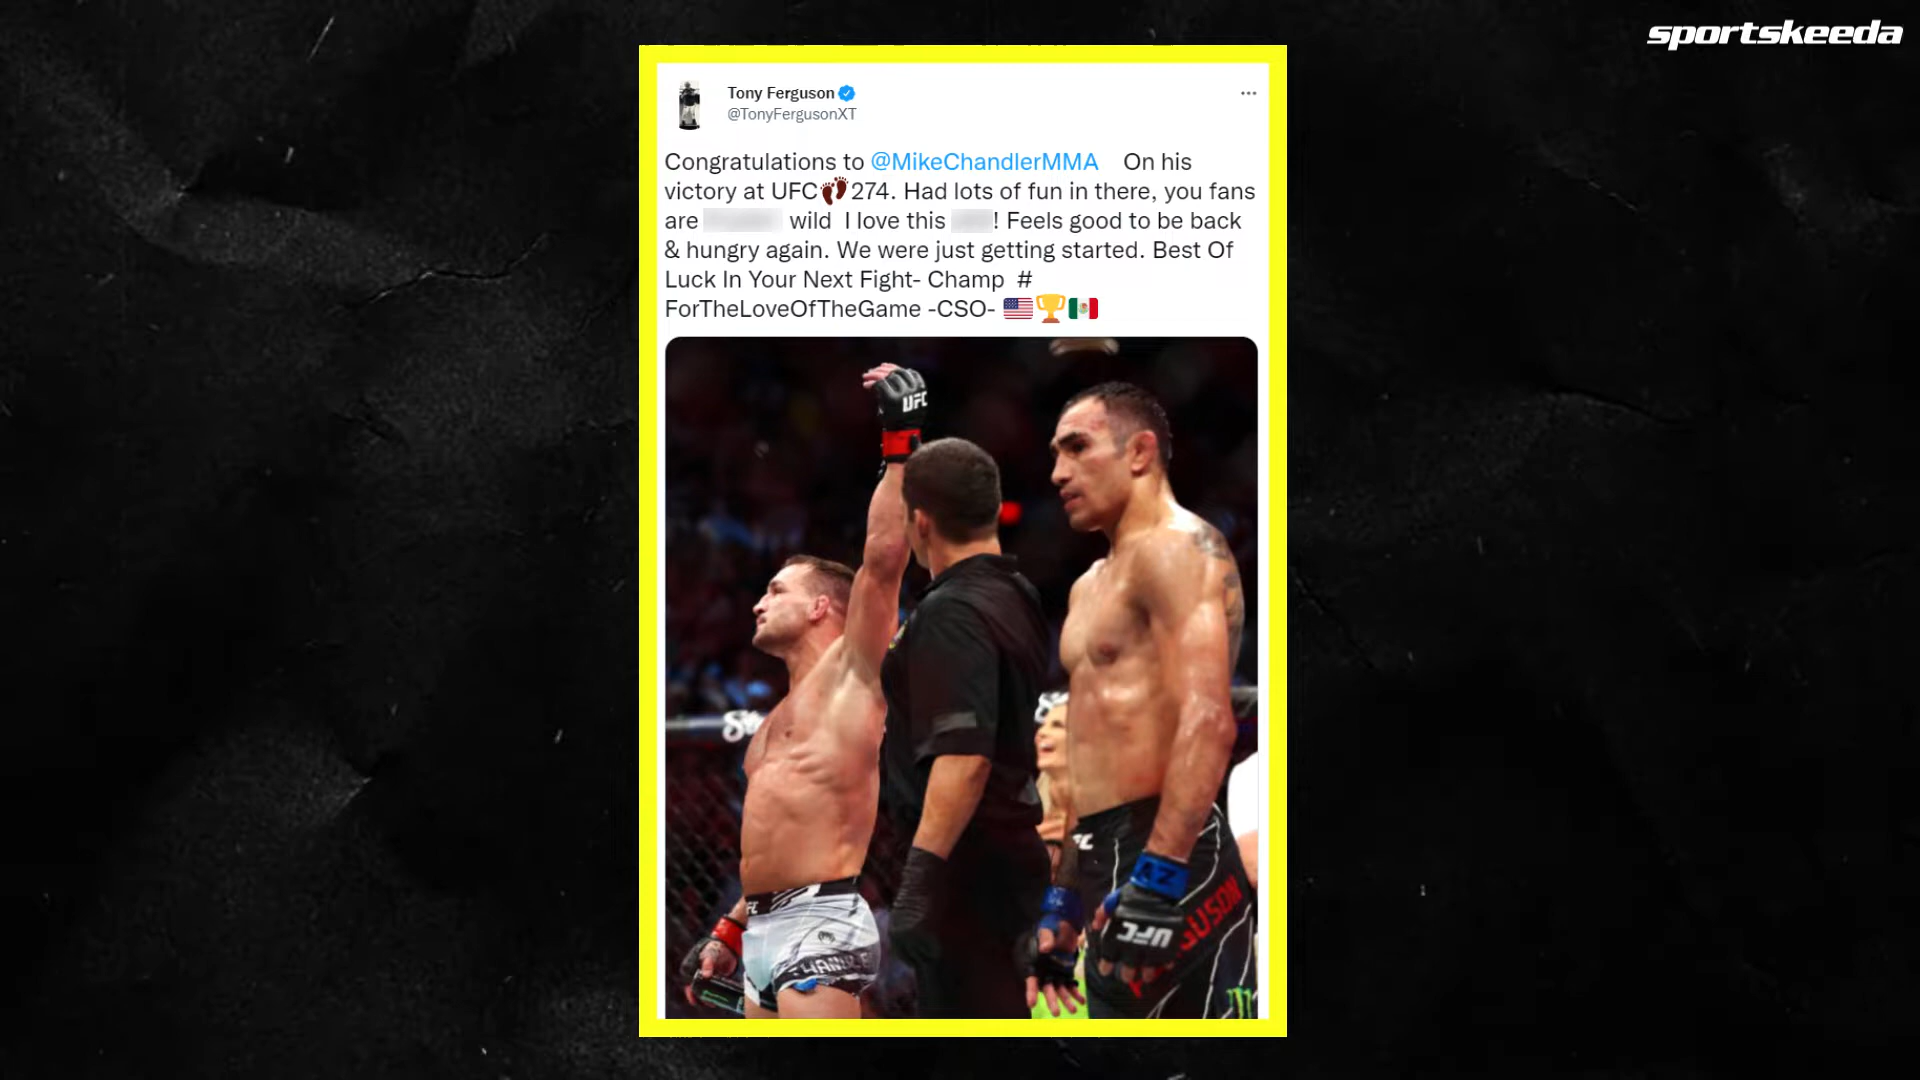 sportskeeda
Tony Ferguson
@TonyFergusonXT
Congratulations to @MikeChandlerMMA On his
victory at UFC👣274. Had lots of fun in there, you fans
are wild I love this ! Feels good to be back
& hungry again. We were just getting started. Best Of
Luck In Your Next Fight- Champ #
ForTheLoveOfTheGame -CSO- 🇺🇸🏆🇲🇽
UFC
UFC